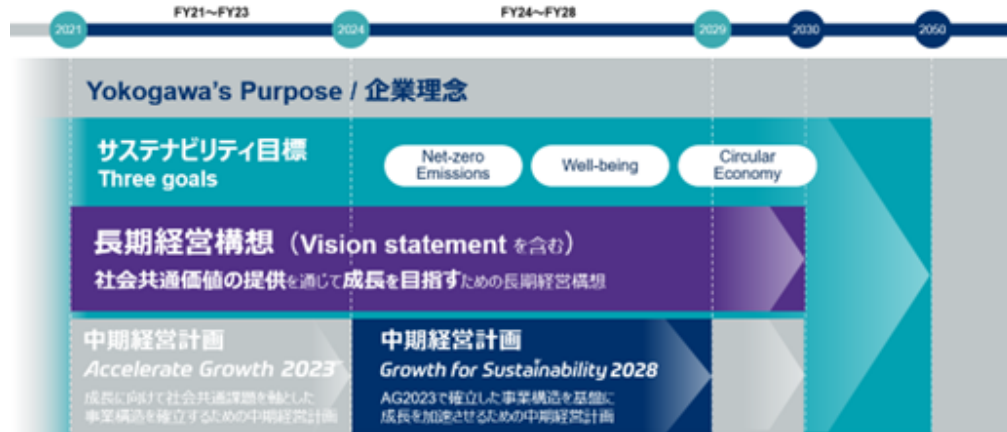 FY21～FY23
FY24～FY28
2021
2024
2029
2030
2050
Yokogawa's Purpose / 企業理念
サステナビリティ目標
Three goals
Net-zero
Emissions
Well-being
Circular
Economy
長期経営構想（Vision statement を含む）
社会共通価値の提供を通じて成長を目指すための長期経営構想
中期経営計画
Accelerate Growth 2023
成長に向けて社会共通課題を軸とした
事業構造を確立するための中期経営計画
中期経営計画
Growth for Sustainability 2028
AG2023で確立した事業構造を基盤に
成長を加速させるための中期経営計画